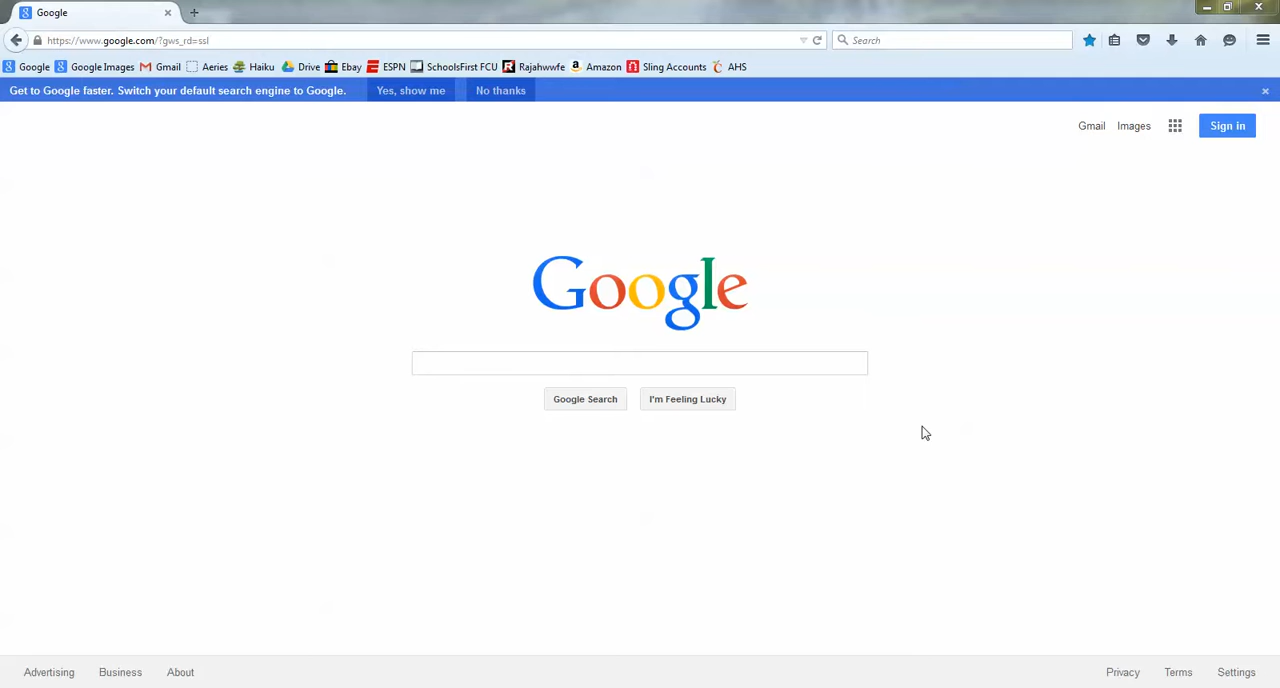 Google
https://www.google.com/?gws_rd=ssl
Search
Google Google Images Gmail Aeries Haiku Drive Ebay ESPN SchoolsFirst FCU Rajahwwfe Amazon Sling Accounts AHS
Get to Google faster. Switch your default search engine to Google. Yes, show me No thanks
Gmail Images Sign in
Google
Google Search I'm Feeling Lucky
Advertising Business About Privacy Terms Settings